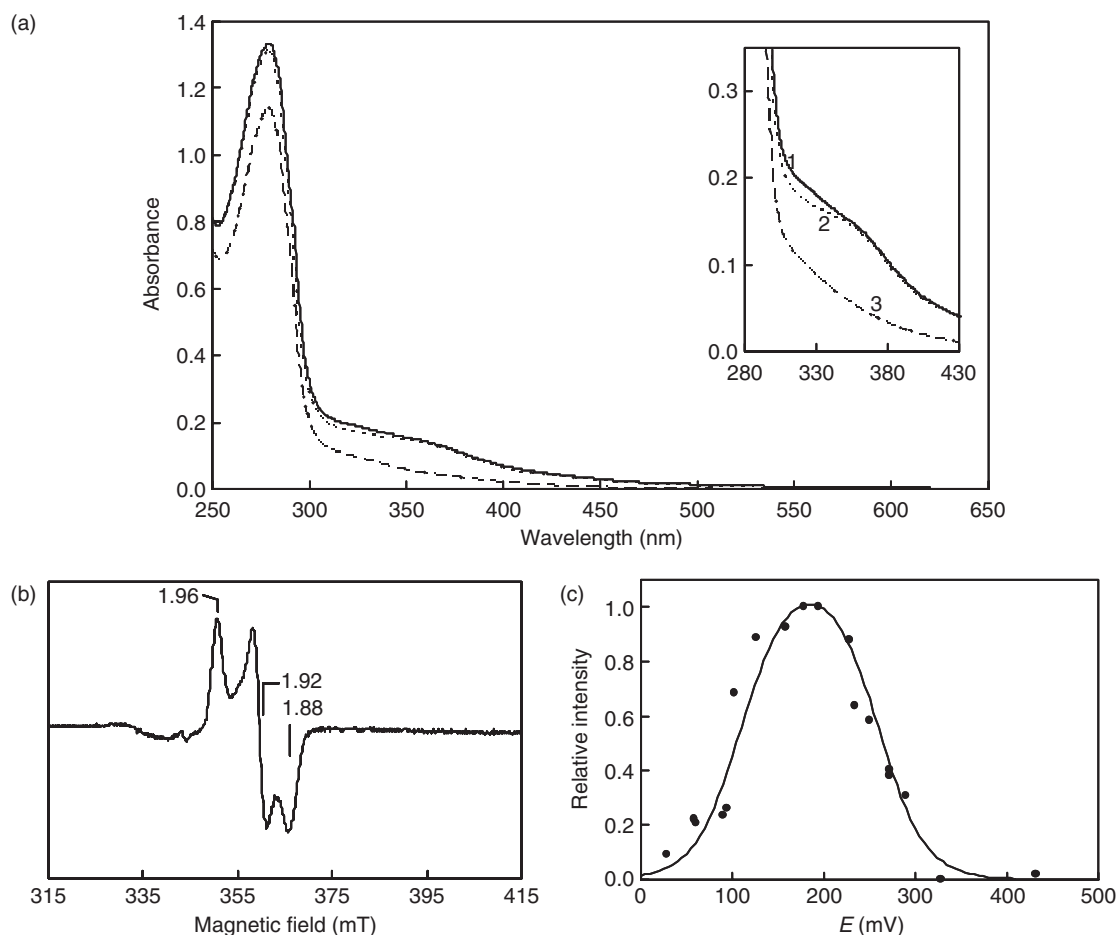 (a)
1.4
1.2
1.0
0.8
0.6
0.4
0.2
0.0
Absorbance
250 300 350 400 450 500 550 600 650
Wavelength (nm)
0.3
0.2
0.1
0.0
280 330 380 430
1
2
3
(b)
1.96
1.92
1.88
315 335 355 375 395 415
Magnetic field (mT)
(c)
1.0
0.8
0.6
0.4
0.2
0.0
Relative intensity
0 100 200 300 400 500
E (mV)